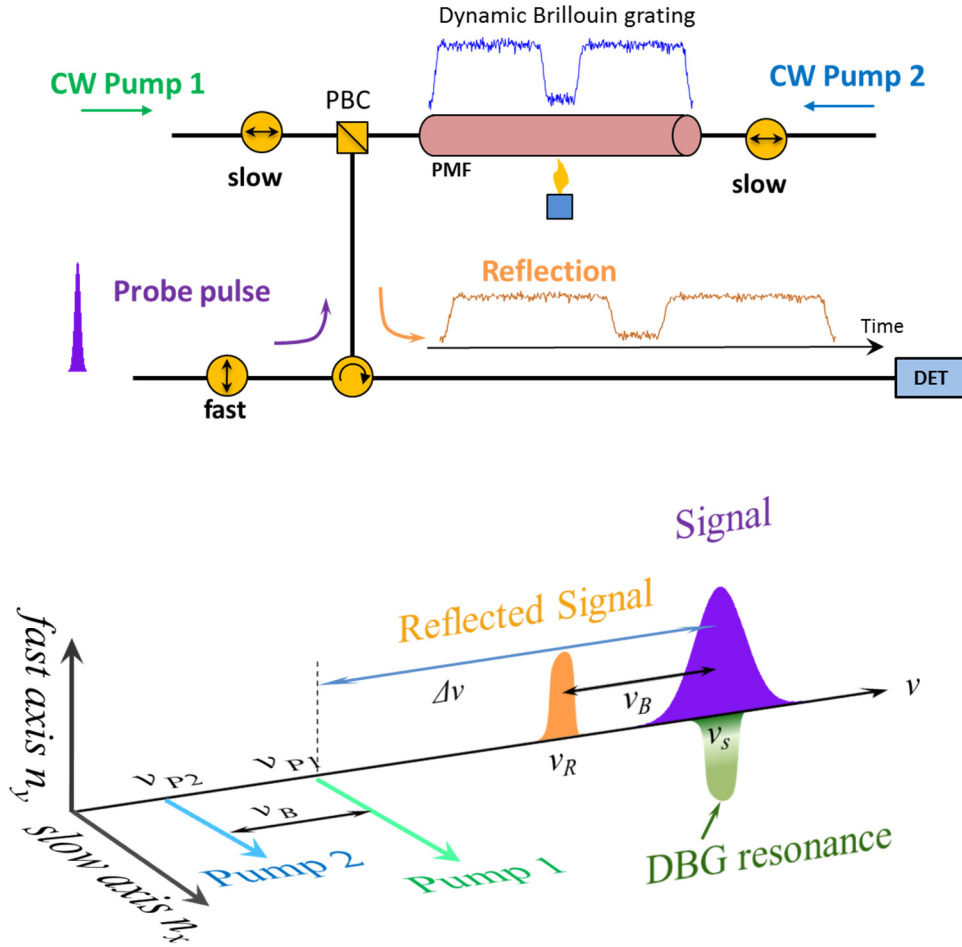 Dynamic Brillouin grating
CW Pump 1
CW Pump 2
PBC
slow
PMF
slow
Probe pulse
Reflection
Time
fast
DET
Signal
Reflected Signal
fast axis n_y
Δν
ν_B
ν
ν_s
ν_R
ν_P1
ν_P2
ν_B
slow axis n_x
Pump 2
Pump 1
DBG resonance